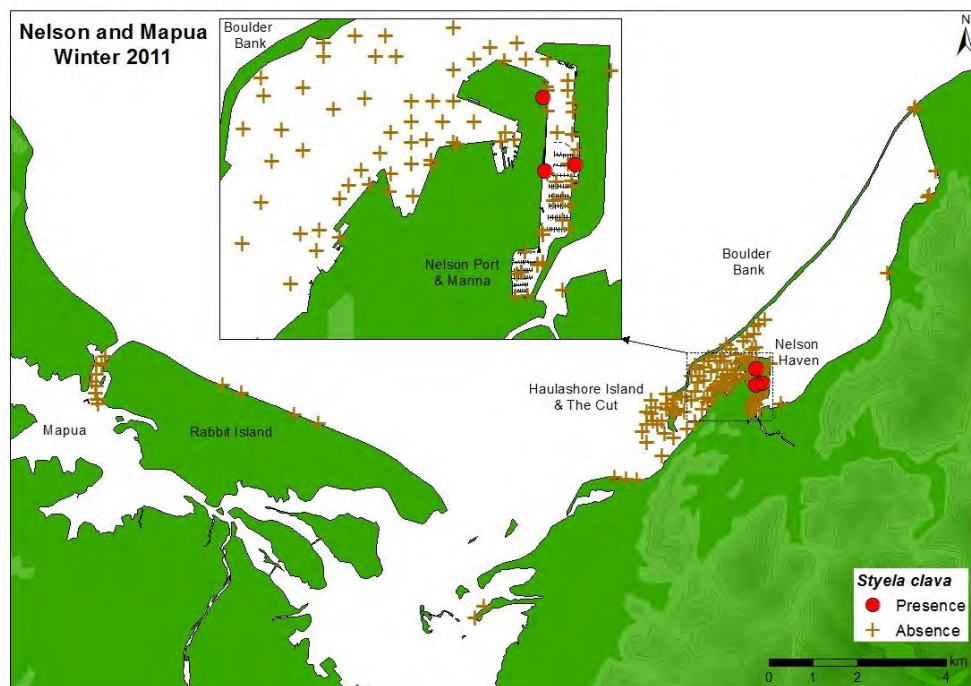 Nelson and Mapua
Winter 2011
Boulder
Bank
Nelson Port
& Marina
N
Boulder
Bank
Nelson
Haven
Haulashore Island
& The Cut
Mapua
Rabbit Island
Styela clava
Presence
Absence
km
0 1 2 4